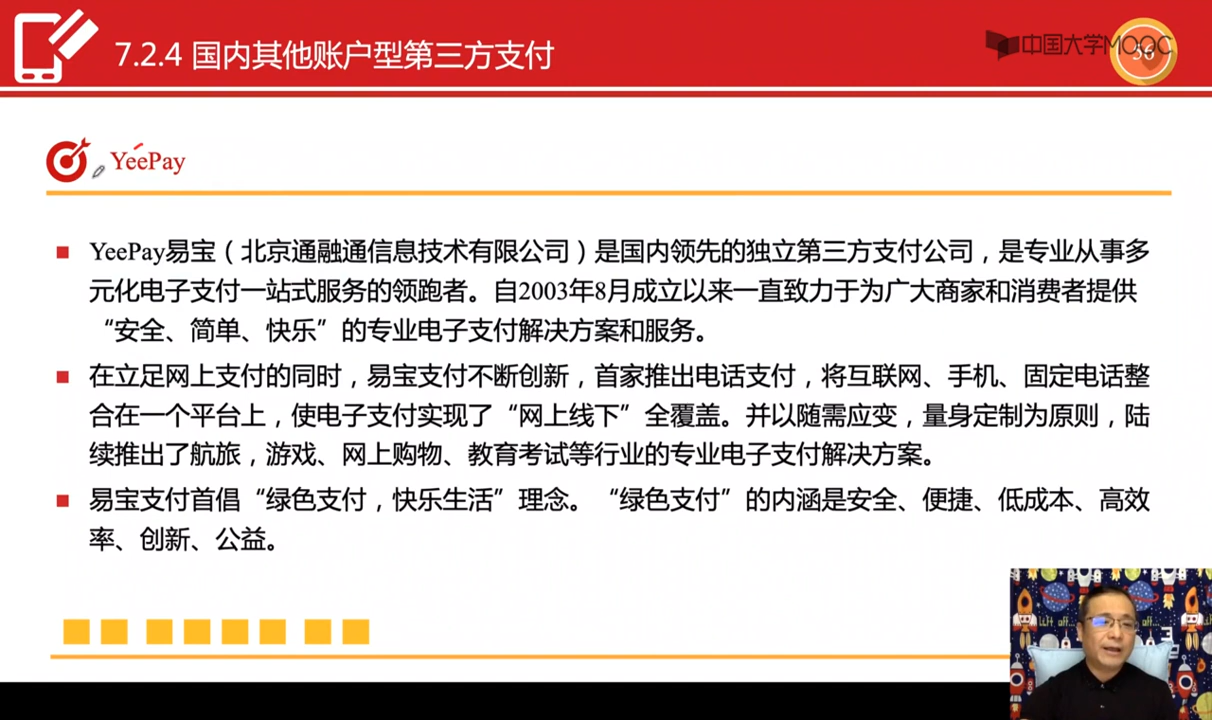 7.2.4 国内其他账户型第三方支付
中国大学MOOC
36
YeePay
YeePay易宝（北京通融通信息技术有限公司）是国内领先的独立第三方支付公司，是专业从事多
元化电子支付一站式服务的领跑者。自2003年8月成立以来一直致力于为广大商家和消费者提供
“安全、简单、快乐”的专业电子支付解决方案和服务。
在立足网上支付的同时，易宝支付不断创新，首家推出电话支付，将互联网、手机、固定电话整
合在一个平台上，使电子支付实现了“网上线下”全覆盖。并以随需应变，量身定制为原则，陆
续推出了航旅，游戏、网上购物、教育考试等行业的专业电子支付解决方案。
易宝支付首倡“绿色支付，快乐生活”理念。“绿色支付”的内涵是安全、便捷、低成本、高效
率、创新、公益。